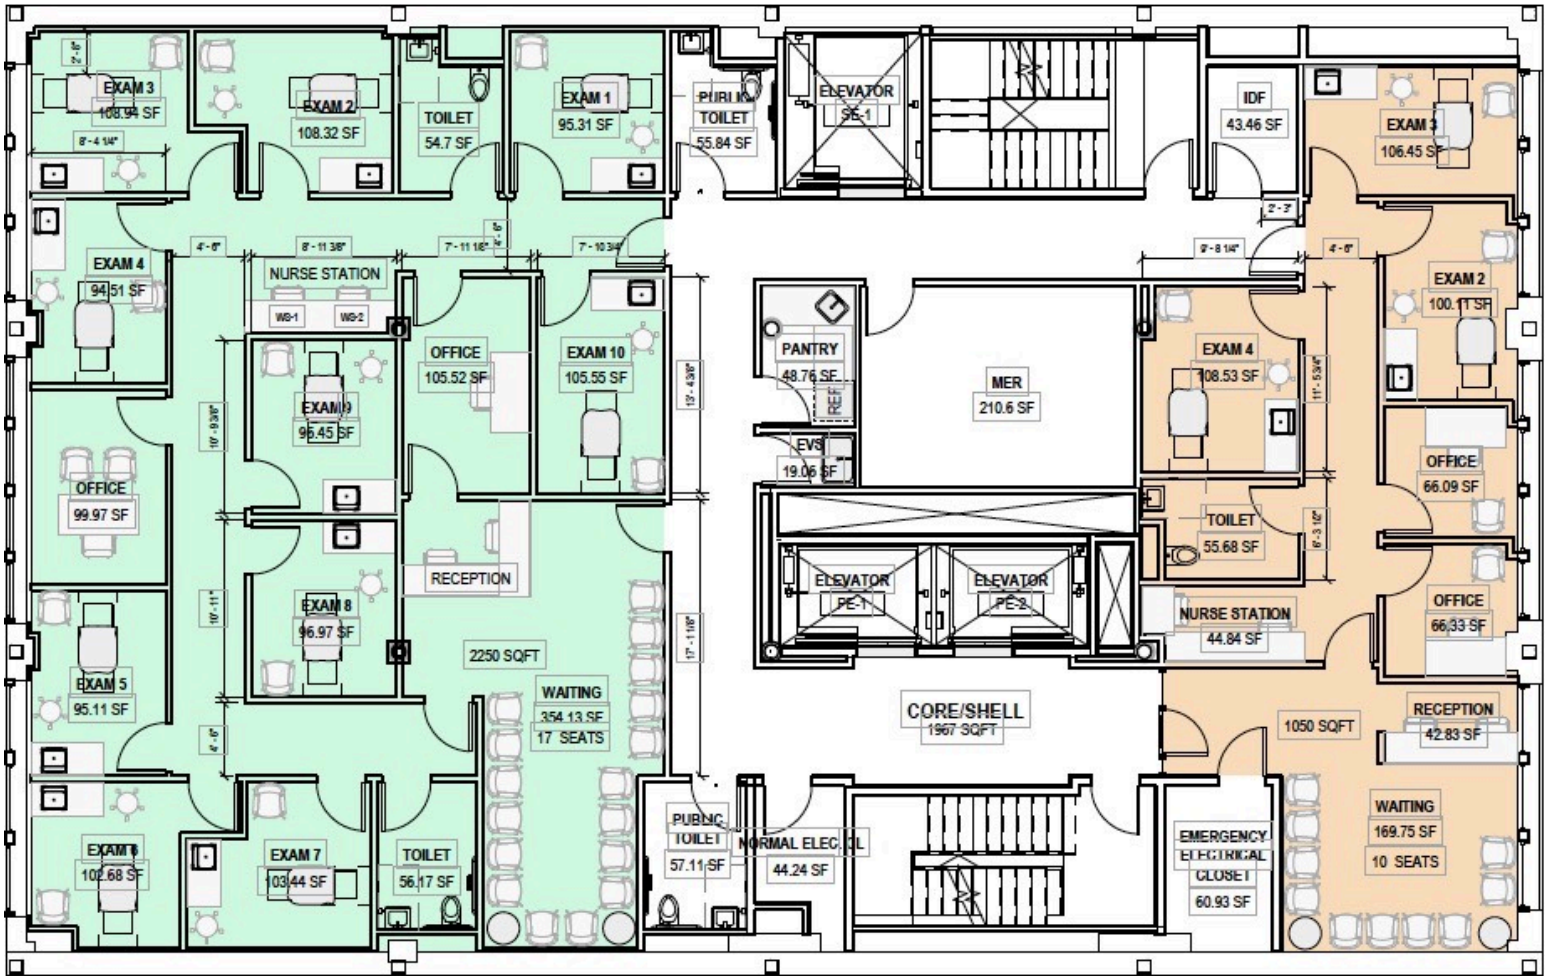 2'-8"
EXAM 3
108.94 SF
8'-4 1/4"
EXAM 2
108.32 SF
TOILET
54.7 SF
EXAM 1
95.31 SF
PUBLIC
TOILET
55.84 SF
ELEVATOR
SE-1
IDF
43.46 SF
EXAM 3
106.45 SF
EXAM 4
94.51 SF
4'-6"
8'-11 3/8"
7'-11 1/8"
4'-6"
7'-10 3/4"
NURSE STATION
WS-1
WS-2
2'-3"
9'-8 1/4"
4'-6"
EXAM 2
100.11 SF
OFFICE
105.52 SF
EXAM 10
105.55 SF
13'-4 3/8"
PANTRY
48.76 SF
REF
MER
210.6 SF
EXAM 4
108.53 SF
11'-5 3/4"
EXAM 9
96.45 SF
10'-9 3/8"
EVS
19.06 SF
OFFICE
99.97 SF
OFFICE
66.09 SF
TOILET
55.68 SF
6'-3 1/2"
RECEPTION
ELEVATOR
PE-1
ELEVATOR
PE-2
EXAM 8
96.97 SF
10'-11"
NURSE STATION
44.84 SF
OFFICE
66.33 SF
17'-1 1/8"
2250 SQFT
EXAM 5
95.11 SF
4'-6"
WAITING
354.13 SF
17 SEATS
CORE/SHELL
1967 SQFT
1050 SQFT
RECEPTION
42.83 SF
EXAM 6
102.68 SF
EXAM 7
103.44 SF
TOILET
56.17 SF
PUBLIC
TOILET
57.11 SF
44.24 SF
EMERGENCY
ELECTRICAL
CLOSET
60.93 SF
WAITING
169.75 SF
10 SEATS